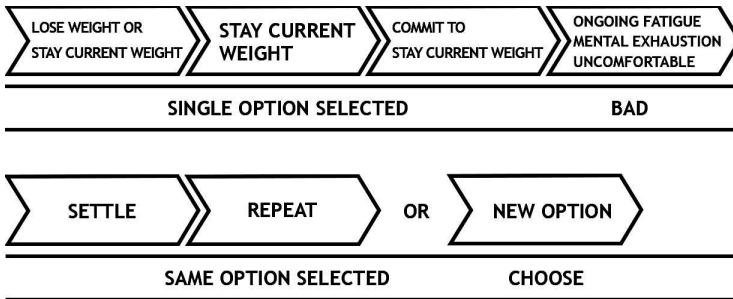 LOSE WEIGHT OR
STAY CURRENT WEIGHT
STAY CURRENT
WEIGHT
COMMIT TO
STAY CURRENT WEIGHT
ONGOING FATIGUE
MENTAL EXHAUSTION
UNCOMFORTABLE
SINGLE OPTION SELECTED
BAD
SETTLE
REPEAT
OR
NEW OPTION
SAME OPTION SELECTED
CHOOSE